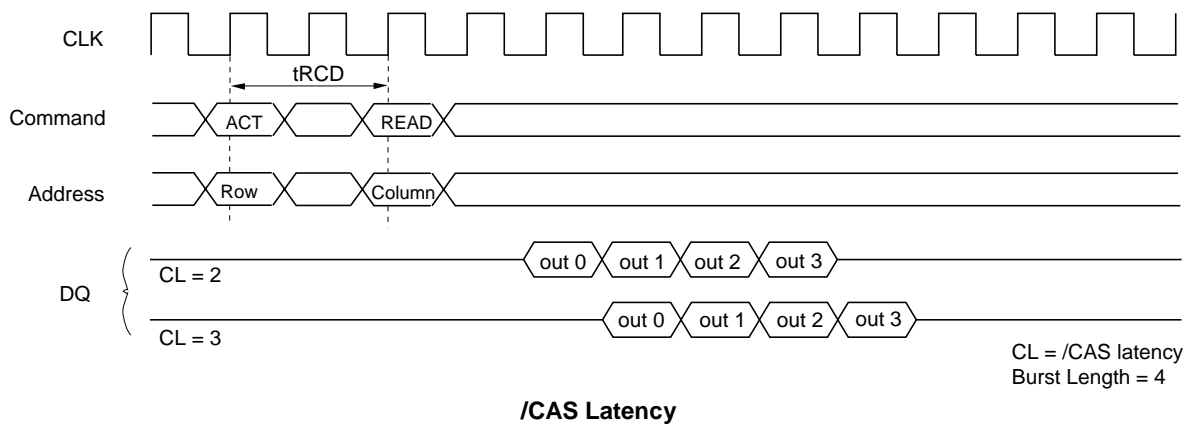 CLK
tRCD
Command ACT READ
Address Row Column
CL = 2 out 0 out 1 out 2 out 3
DQ
CL = 3 out 0 out 1 out 2 out 3
CL = /CAS latency
Burst Length = 4
/CAS Latency